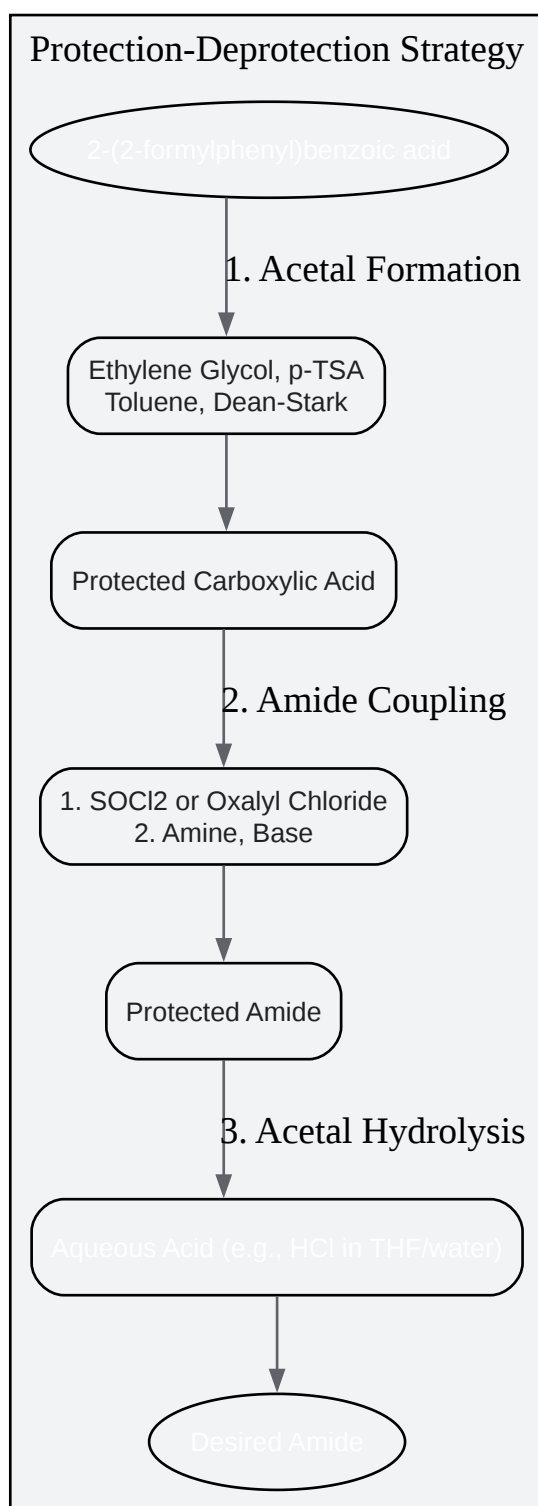 Protection-Deprotection Strategy
2-(2-formylphenyl)benzoic acid
1. Acetal Formation
Ethylene Glycol, p-TSA
Toluene, Dean-Stark
Protected Carboxylic Acid
2. Amide Coupling
1. SOCl2 or Oxalyl Chloride
2. Amine, Base
Protected Amide
3. Acetal Hydrolysis
Aqueous Acid (e.g., HCl in THF/water)
Desired Amide